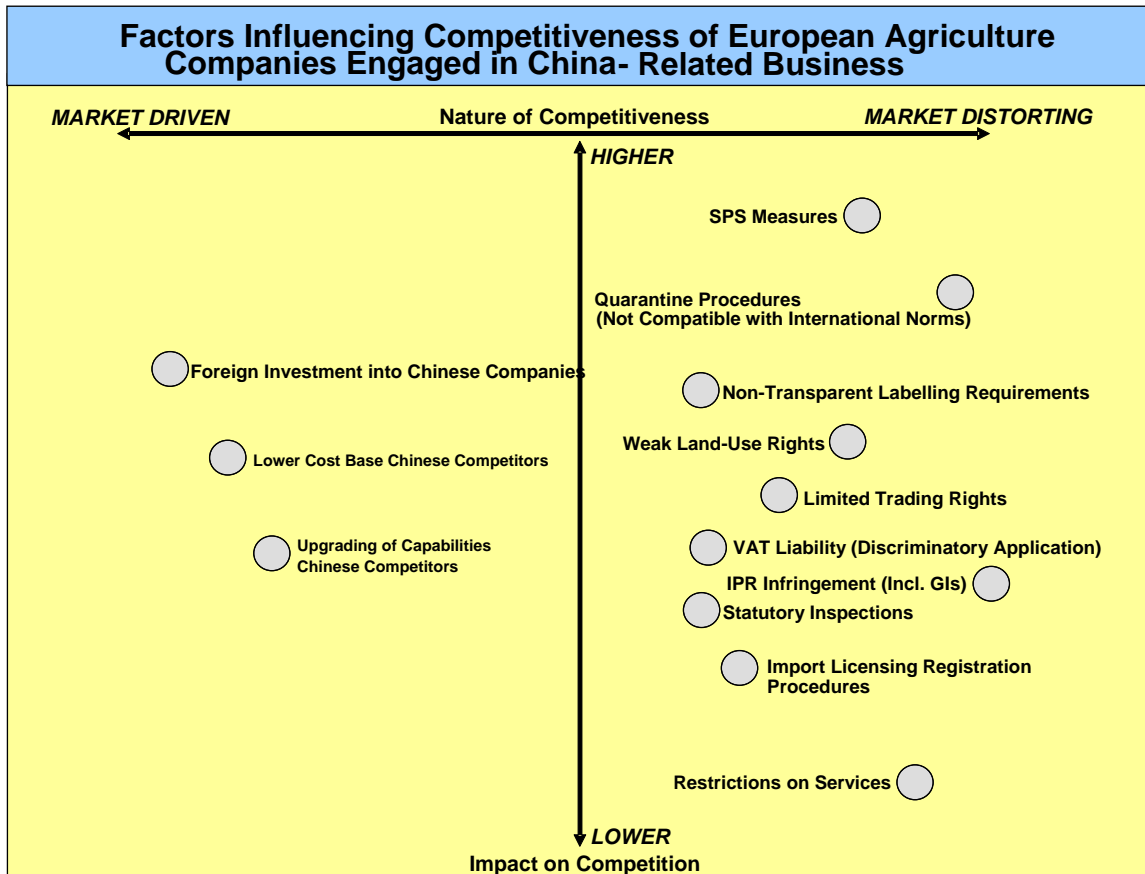 Factors Influencing Competitiveness of European Agriculture
Companies Engaged in China- Related Business
MARKET DRIVEN
Nature of Competitiveness
MARKET DISTORTING
HIGHER
SPS Measures
Quarantine Procedures
(Not Compatible with International Norms)
Foreign Investment into Chinese Companies
Non-Transparent Labelling Requirements
Weak Land-Use Rights
Lower Cost Base Chinese Competitors
Limited Trading Rights
Upgrading of Capabilities
Chinese Competitors
VAT Liability (Discriminatory Application)
IPR Infringement (Incl. GIs)
Statutory Inspections
Import Licensing Registration
Procedures
Restrictions on Services
LOWER
Impact on Competition